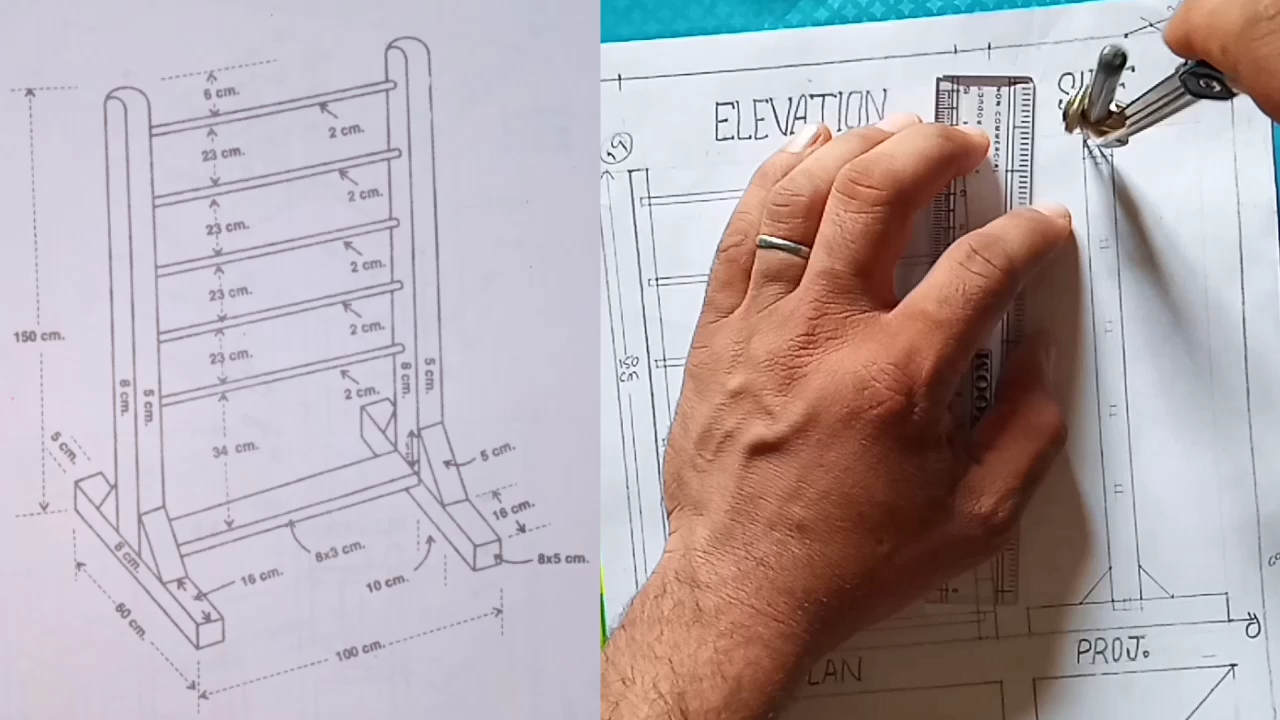 6 cm.
2 cm.
23 cm.
2 cm.
23 cm.
2 cm.
23 cm.
2 cm.
23 cm.
2 cm.
150 cm.
8 cm.
5 cm.
8 cm.
5 cm.
34 cm.
5 cm.
5 cm.
16 cm.
8 cm.
8x3 cm.
8x5 cm.
16 cm.
10 cm.
60 cm.
100 cm.
ELEVATION
NON COMMERCIAL
150
cm
ZOOM
PROJ.
LAN